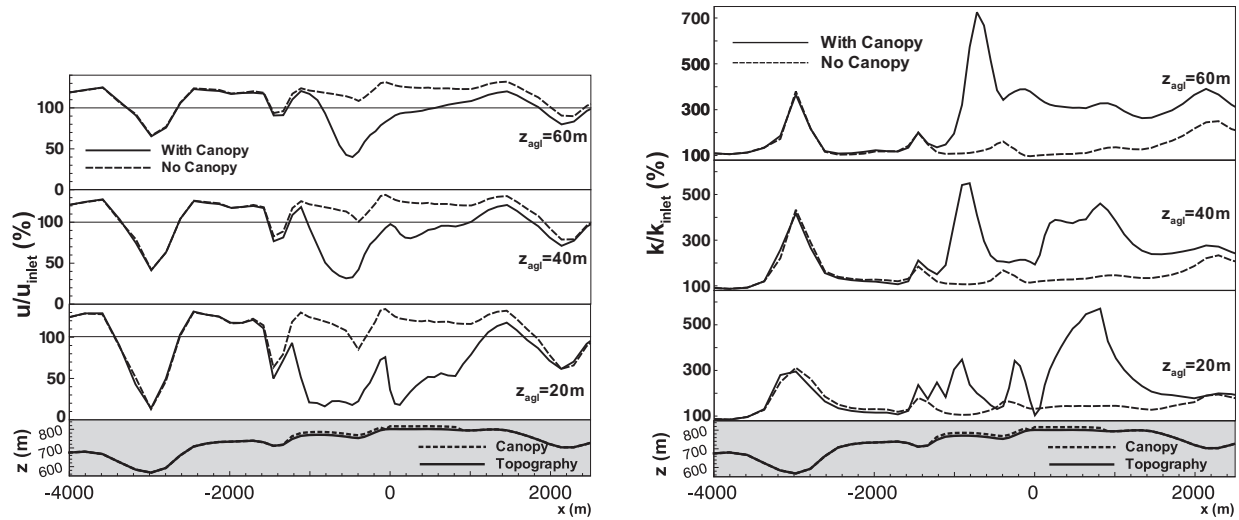 100
50
0
100
50
0
100
50
0
u/u_inlet (%)
With Canopy
No Canopy
z_agl=60m
z_agl=40m
z_agl=20m
800
700
600
z (m)
Canopy
Topography
-4000
-2000
0
2000
x (m)
700
500
300
100
500
300
100
500
300
100
k/k_inlet (%)
With Canopy
No Canopy
z_agl=60m
z_agl=40m
z_agl=20m
800
700
600
z (m)
Canopy
Topography
-4000
-2000
0
2000
x (m)